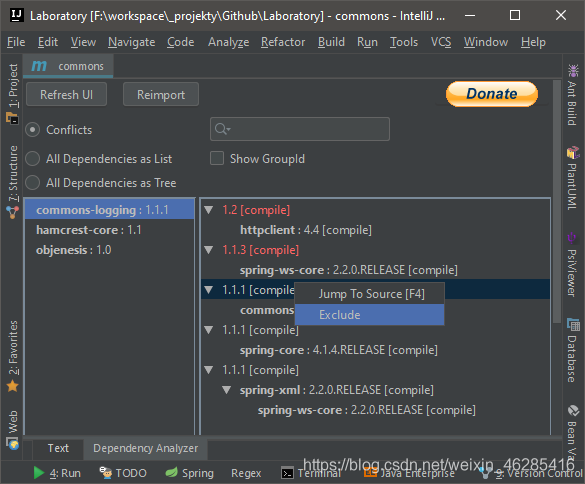 Laboratory [F:\workspace\_projekty\Github\Laboratory] - commons - IntelliJ ...
File Edit View Navigate Code Analyze Refactor Build Run Tools VCS Window Help
m commons
Refresh UI Reimport Donate
Conflicts
All Dependencies as List Show GroupId
All Dependencies as Tree
commons-logging : 1.1.1
hamcrest-core : 1.1
objenesis : 1.0
1.2 [compile]
httpclient : 4.4 [compile]
1.1.3 [compile]
spring-ws-core : 2.2.0.RELEASE [compile]
1.1.1 [compile
commons
1.1.1 [compile]
spring-core : 4.1.4.RELEASE [compile]
1.1.1 [compile]
spring-xml : 2.2.0.RELEASE [compile]
spring-ws-core : 2.2.0.RELEASE [compile]
Jump To Source [F4]
Exclude
1: Project
7: Structure
2: Favorites
Web
Ant Build
PlantUML
PsiViewer
Database
Bean Va
Text Dependency Analyzer
4: Run TODO Spring Regex Terminal Java Enterprise 9: Version Control
https://blog.csdn.net/weixin_46285416